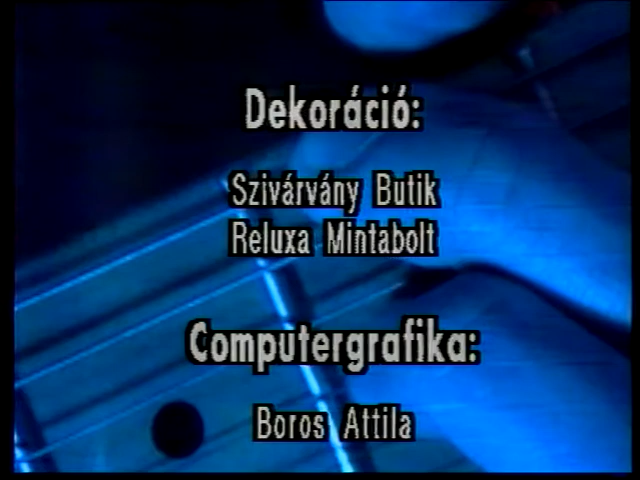 Dekoráció:
Szivárvány Butik
Reluxa Mintabolt
Computergrafika:
Boros Attila